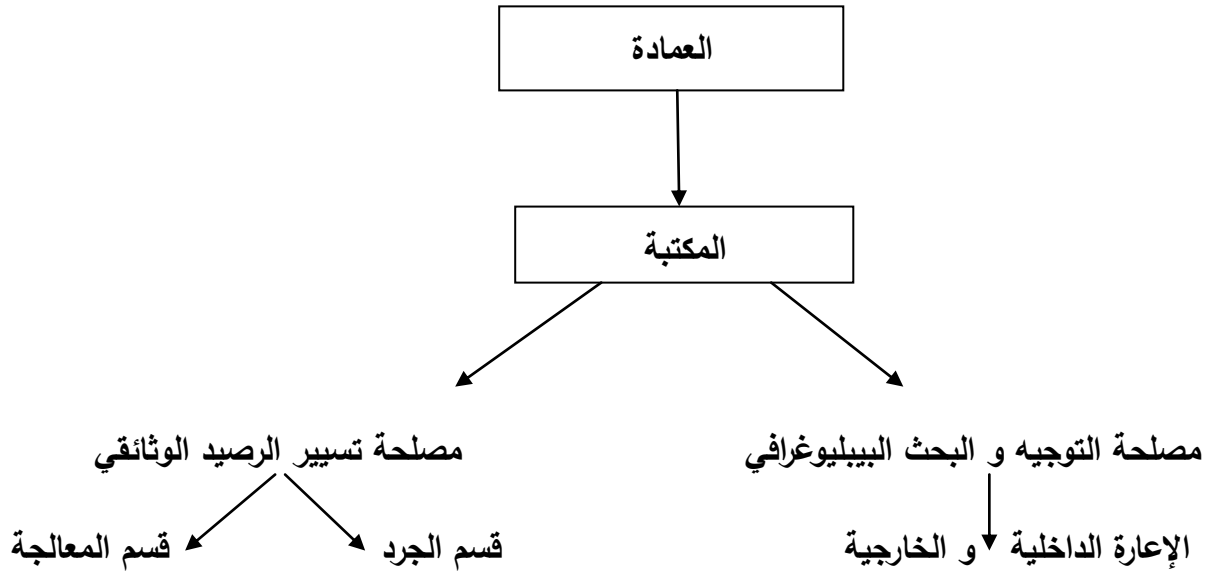 العمادة
المكتبة
مصلحة التوجيه و البحث البيبليوغرافي
مصلحة تسيير الرصيد الوثائقي
الإعارة الداخلية و الخارجية
قسم الجرد
قسم المعالجة